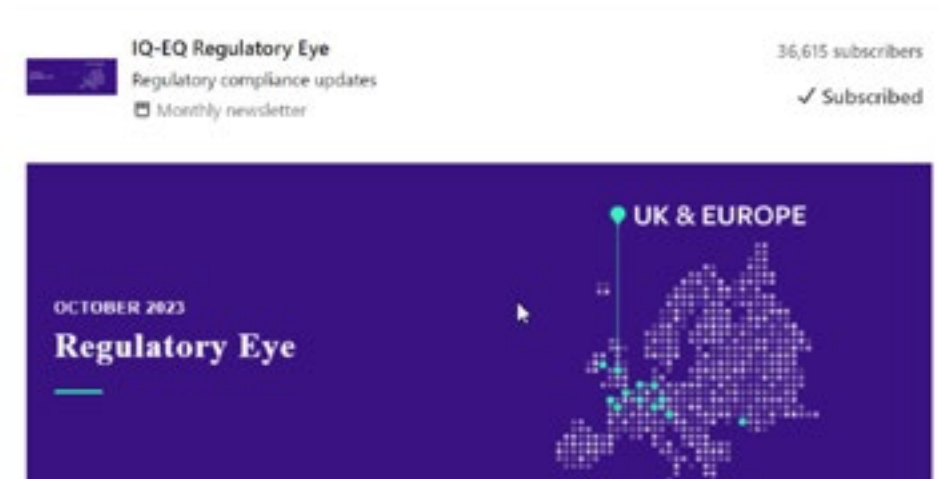 IQ-EQ Regulatory Eye
36,615 subscribers
Regulatory compliance updates
✓ Subscribed
Monthly newsletter
UK & EUROPE
OCTOBER 2023
Regulatory Eye